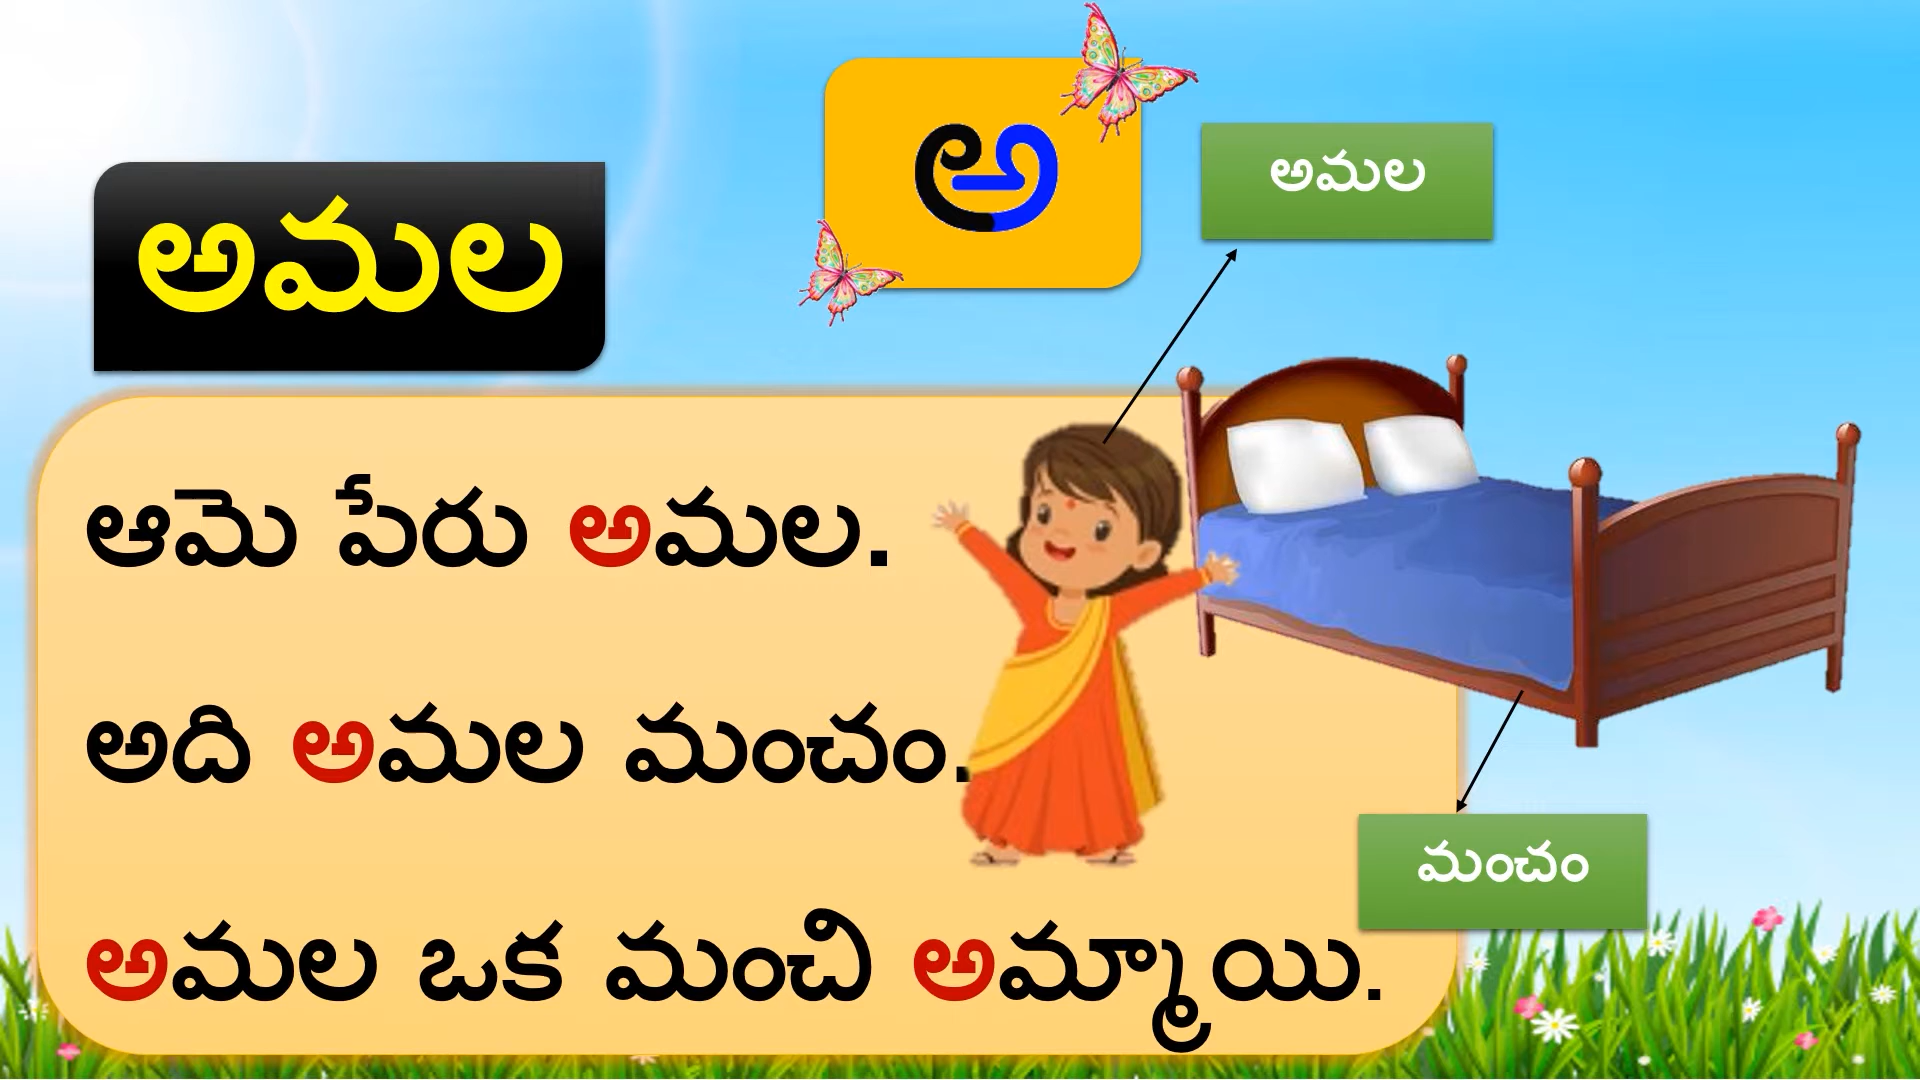 అ
అమల
అమల
ఆమె పేరు అమల.
అది అమల మంచం.
మంచం
అమల ఒక మంచి అమ్మాయి.